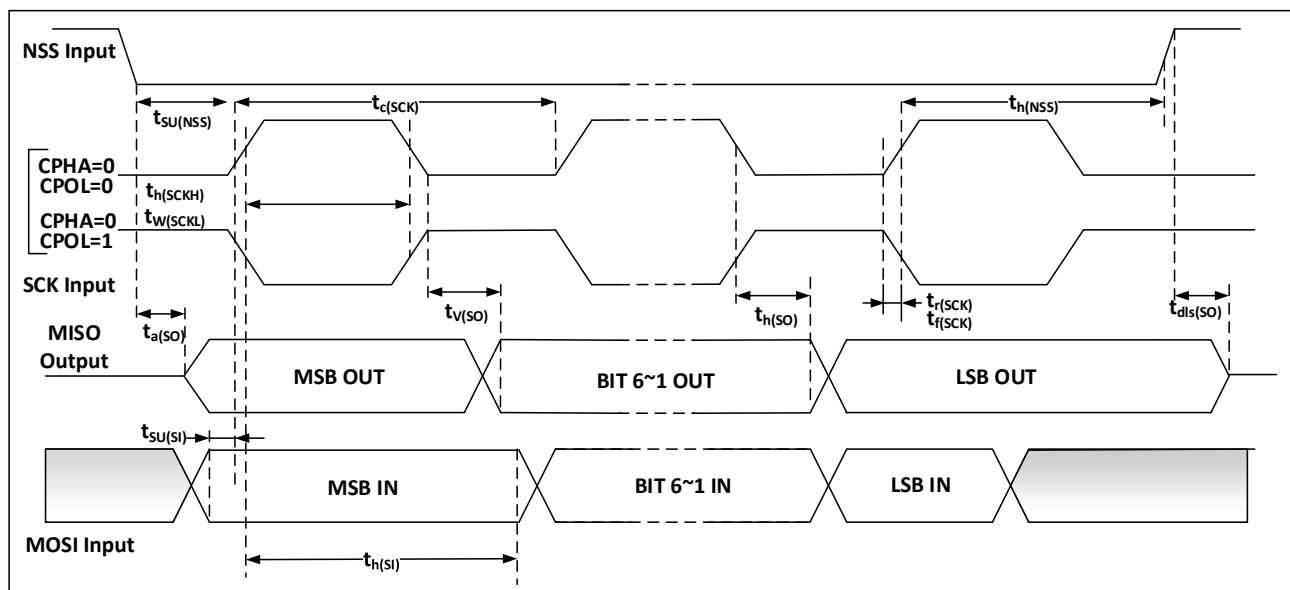 NSS Input
tSU(NSS)
tc(SCK)
th(NSS)
CPHA=0
CPOL=0
th(SCKH)
CPHA=0
tW(SCKL)
CPOL=1
SCK Input
ta(SO)
tV(SO)
th(SO)
tr(SCK)
tf(SCK)
tdIs(SO)
MISO
Output
MSB OUT
BIT 6~1 OUT
LSB OUT
tSU(SI)
MSB IN
BIT 6~1 IN
LSB IN
MOSI Input
th(SI)